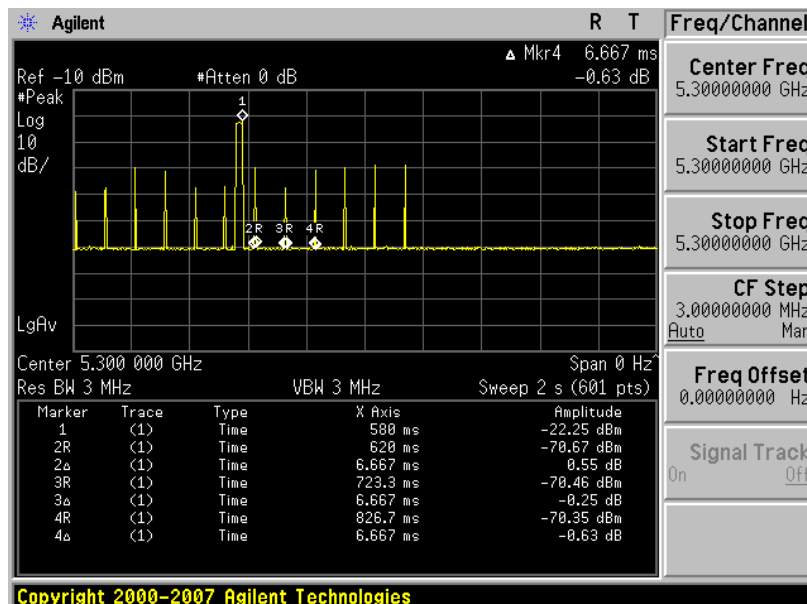 Agilent R T
Freq/Channel
▵ Mkr4 6.667 ms
Ref -10 dBm #Atten 0 dB -0.63 dB
#Peak
Log
10
dB/
1
2R 3R 4R
LgAv
Center 5.300 000 GHz Span 0 Hz^
Res BW 3 MHz VBW 3 MHz Sweep 2 s (601 pts)
Marker Trace Type X Axis Amplitude
1 (1) Time 580 ms -22.25 dBm
2R (1) Time 620 ms -70.67 dBm
2▵ (1) Time 6.667 ms 0.55 dB
3R (1) Time 723.3 ms -70.46 dBm
3▵ (1) Time 6.667 ms -0.25 dB
4R (1) Time 826.7 ms -70.35 dBm
4▵ (1) Time 6.667 ms -0.63 dB
Center Freq
5.30000000 GHz
Start Freq
5.30000000 GHz
Stop Freq
5.30000000 GHz
CF Step
3.00000000 MHz
Auto Man
Freq Offset
0.00000000 Hz
Signal Track
On Off
Copyright 2000-2007 Agilent Technologies